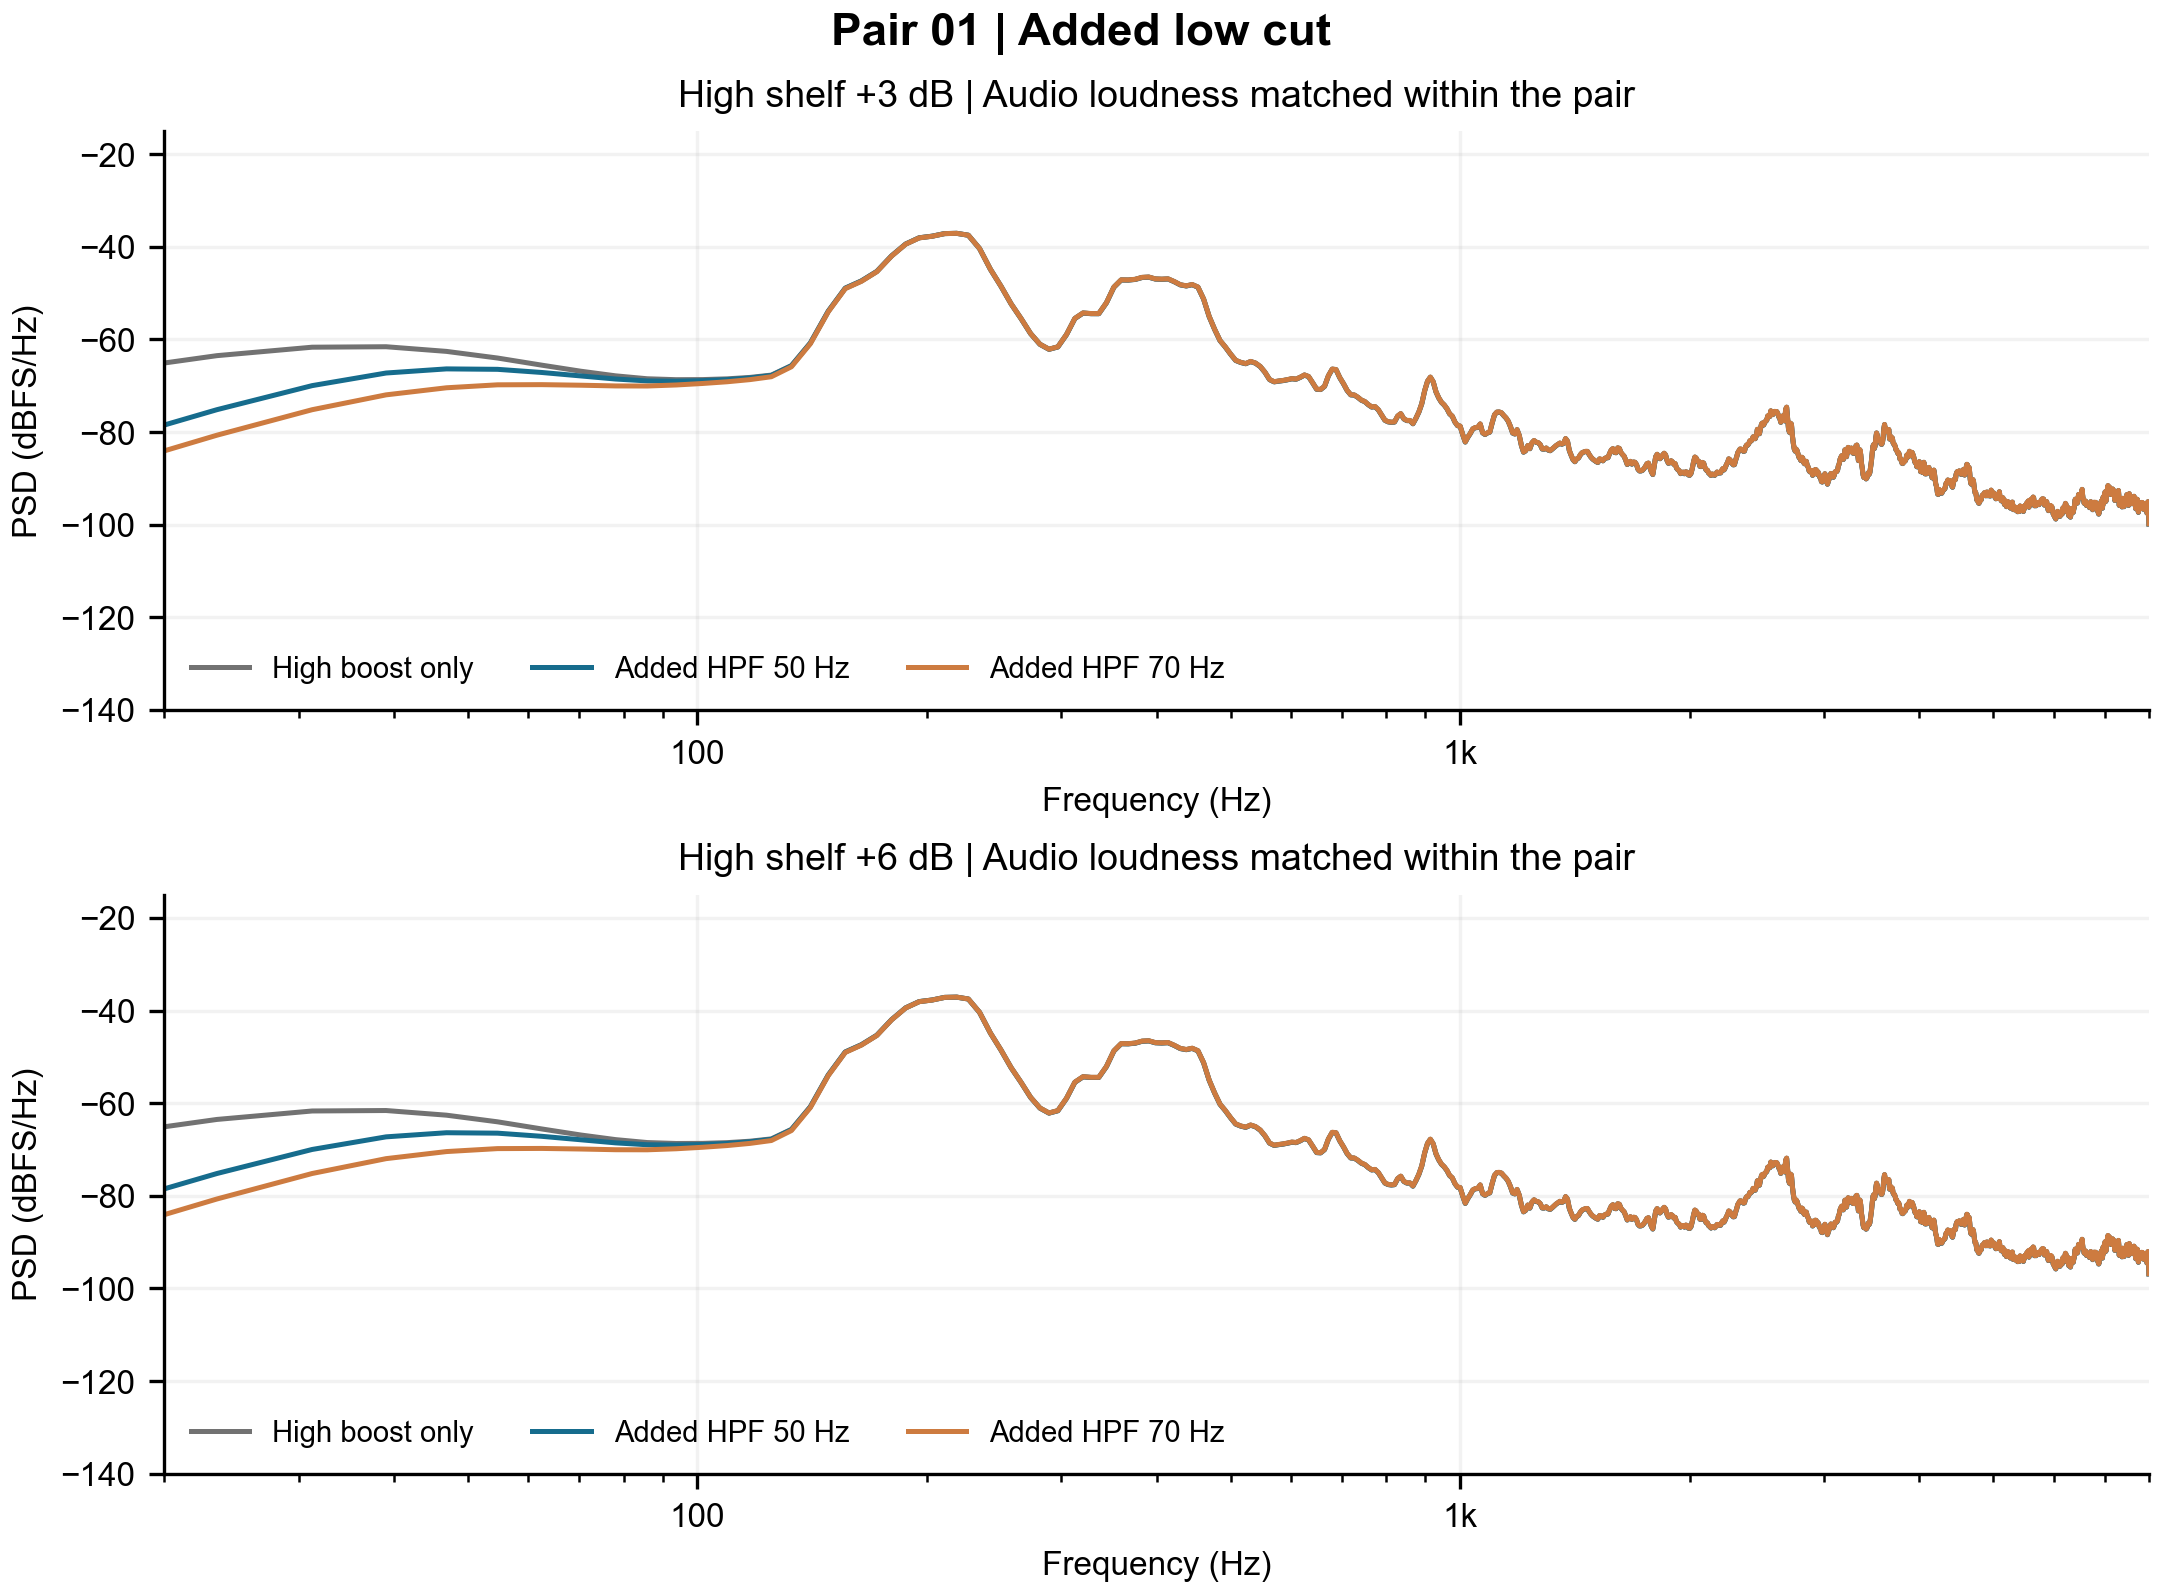 Pair 01 | Added low cut
High shelf +3 dB | Audio loudness matched within the pair
−20
−40
−60
−80
−100
−120
−140
PSD (dBFS/Hz)
High boost only
Added HPF 50 Hz
Added HPF 70 Hz
100
1k
Frequency (Hz)
High shelf +6 dB | Audio loudness matched within the pair
−20
−40
−60
−80
−100
−120
−140
PSD (dBFS/Hz)
High boost only
Added HPF 50 Hz
Added HPF 70 Hz
100
1k
Frequency (Hz)